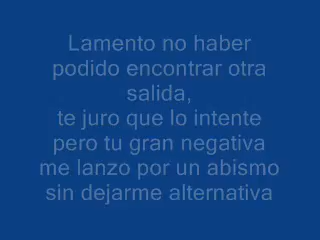 Lamento no haber
podido encontrar otra
salida,
te juro que lo intente
pero tu gran negativa
me lanzo por un abismo
sin dejarme alternativa